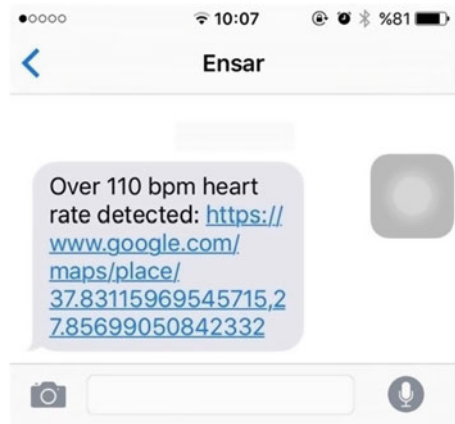 10:07
%81
Ensar
Over 110 bpm heart
rate detected: https://
www.google.com/
maps/place/
37.83115969545715,2
7.85699050842332